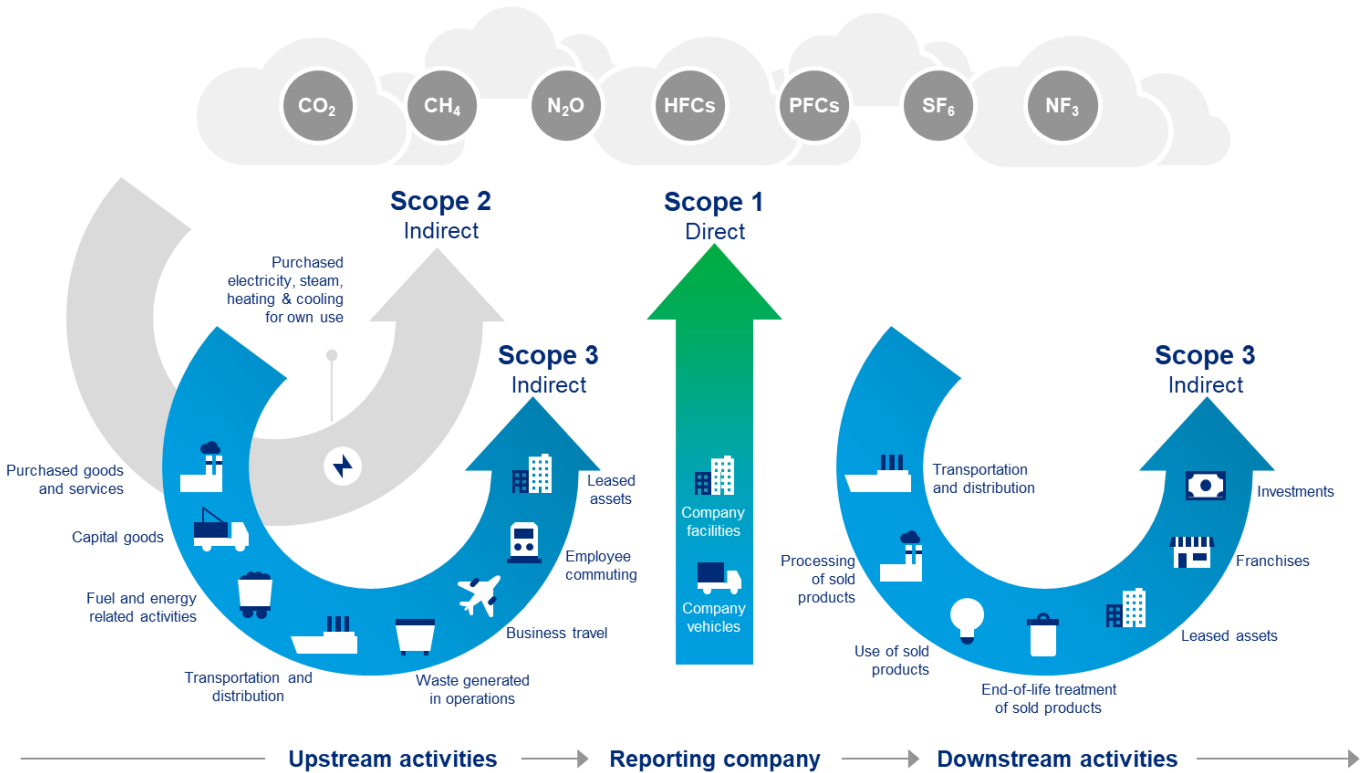 CO₂
CH₄
N₂O
HFCs
PFCs
SF₆
NF₃
Scope 2
Indirect
Purchased
electricity, steam,
heating & cooling
for own use
Scope 1
Direct
Scope 3
Indirect
Purchased goods
and services
Capital goods
Fuel and energy
related activities
Transportation and
distribution
Waste generated
in operations
Business travel
Employee
commuting
Leased
assets
Company
facilities
Company
vehicles
Scope 3
Indirect
Transportation
and distribution
Processing
of sold
products
Use of sold
products
End-of-life treatment
of sold products
Leased assets
Franchises
Investments
Upstream activities
Reporting company
Downstream activities